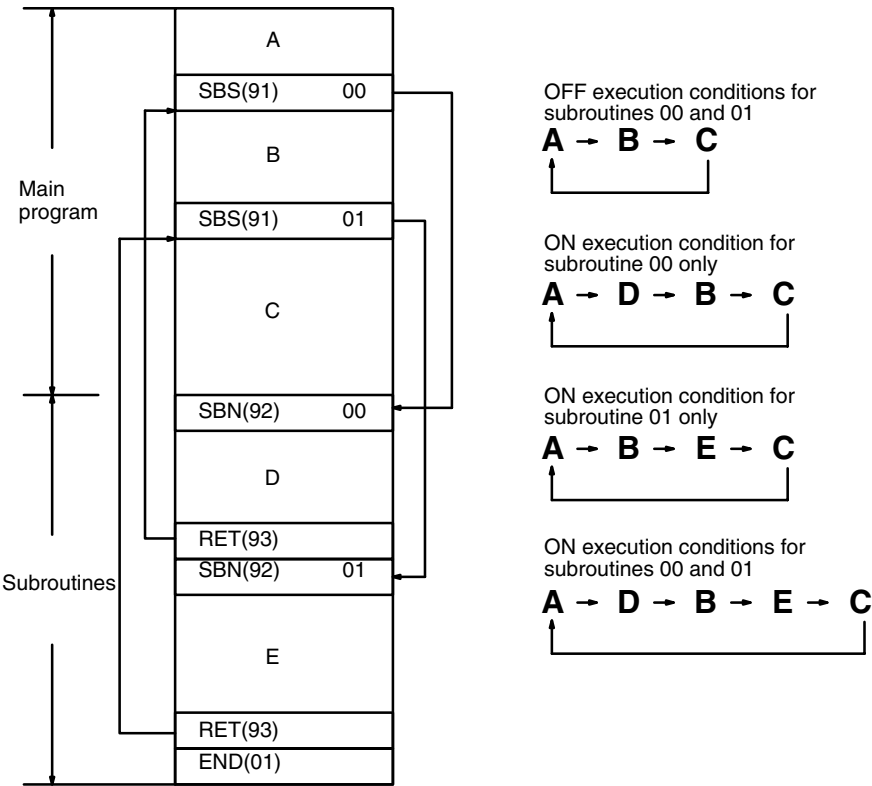 A
SBS(91) 00
B
Main
program
SBS(91) 01
C
SBN(92) 00
D
RET(93)
SBN(92) 01
Subroutines
E
RET(93)
END(01)
OFF execution conditions for
subroutines 00 and 01
A → B → C
ON execution condition for
subroutine 00 only
A → D → B → C
ON execution condition for
subroutine 01 only
A → B → E → C
ON execution conditions for
subroutines 00 and 01
A → D → B → E → C